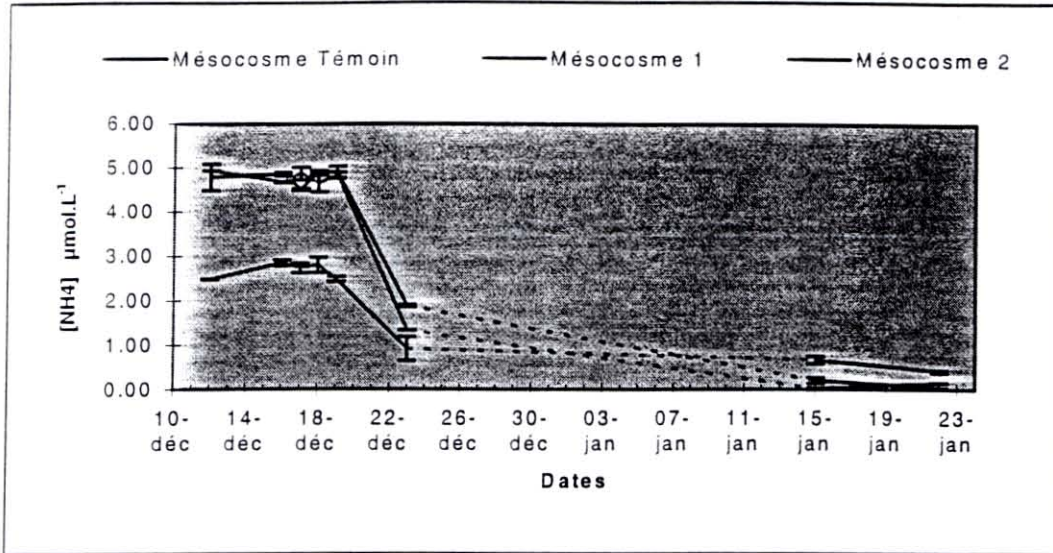 Mésocosme Témoin Mésocosme 1 Mésocosme 2
[NH4] µmol.L⁻¹
6.00
5.00
4.00
3.00
2.00
1.00
0.00
10- 14- 18- 22- 26- 30- 03- 07- 11- 15- 19- 23-
déc déc déc déc déc déc jan jan jan jan jan jan
Dates